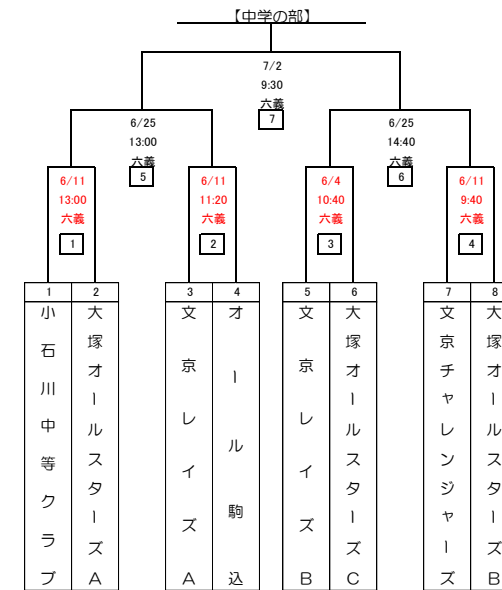 【中学の部】
7/2
9:30
六義
7
6/25
13:00
六義
5
6/25
14:40
六義
6
6/11
13:00
六義
1
6/11
11:20
六義
2
6/4
10:40
六義
3
6/11
9:40
六義
4
1
小石川中等クラブ
2
大塚オールスターズA
3
文京レイズA
4
オール駒込
5
文京レイズB
6
大塚オールスターズC
7
文京チャレンジャーズ
8
大塚オールスターズB